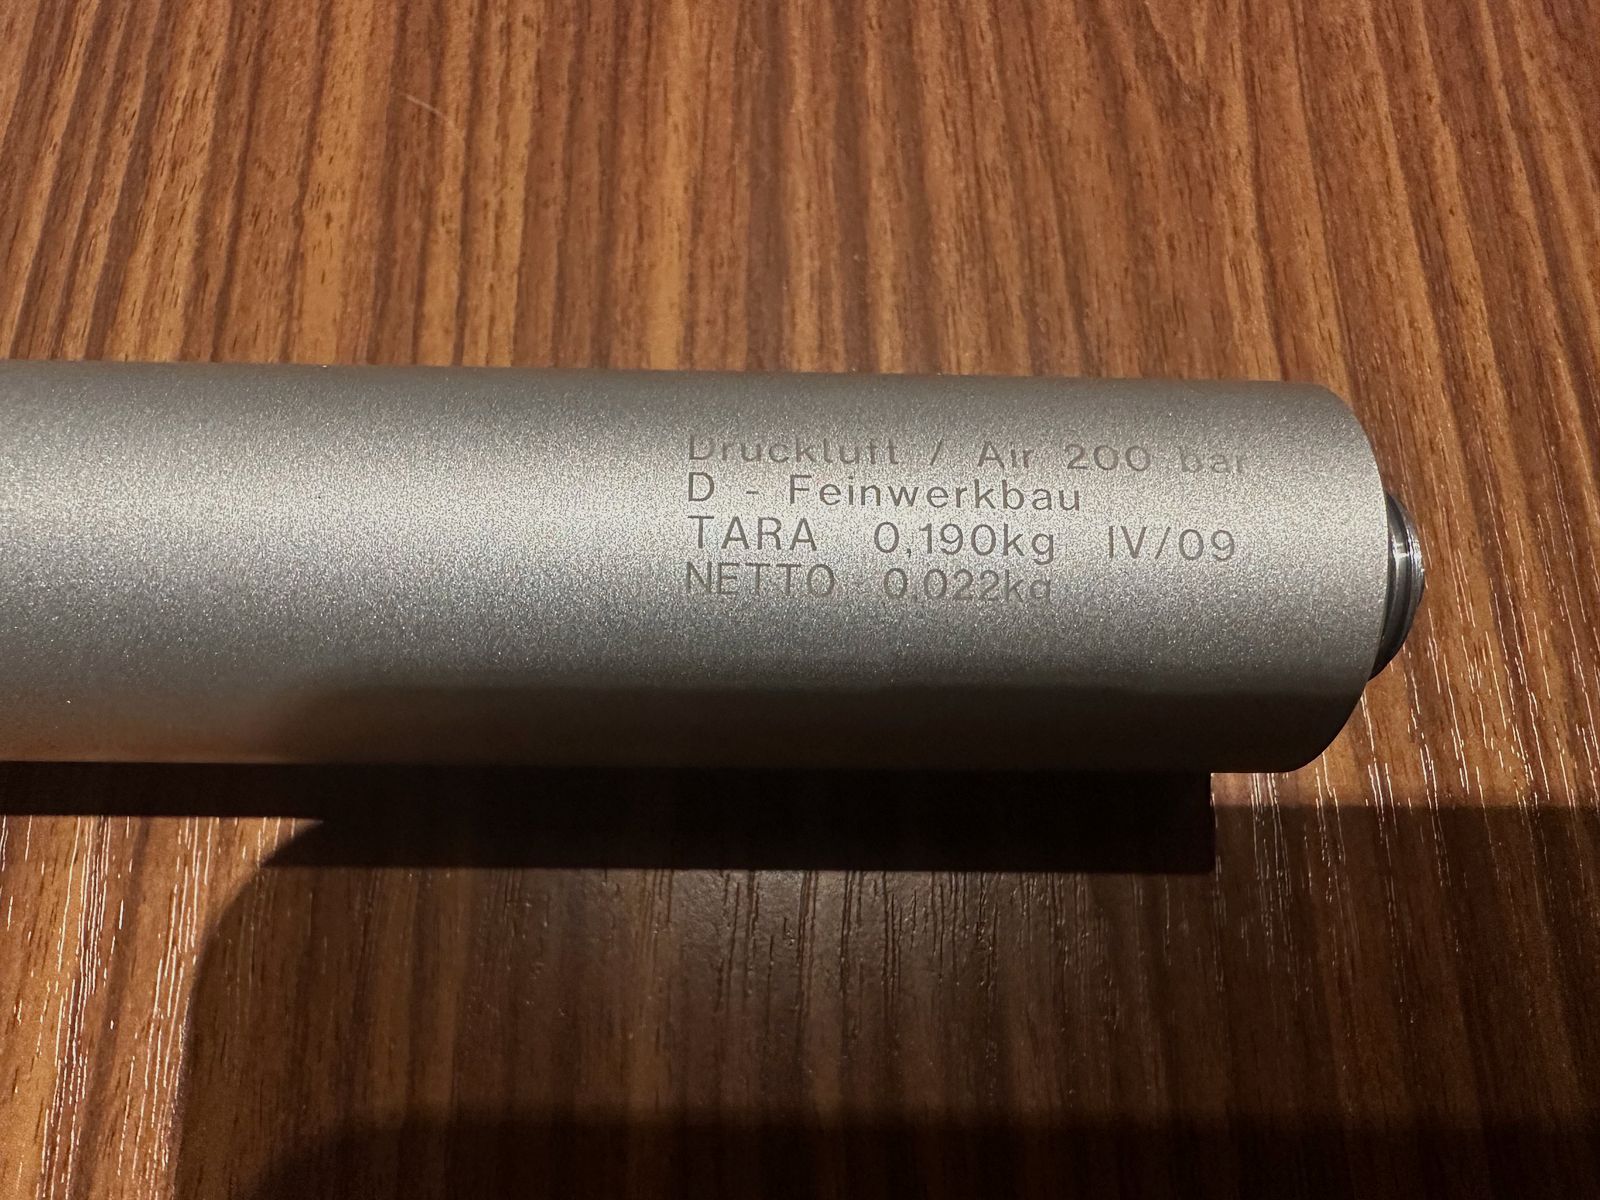 Druckluft / Air 200 bar
D - Feinwerkbau
TARA 0,190kg IV/09
NETTO 0,022kg